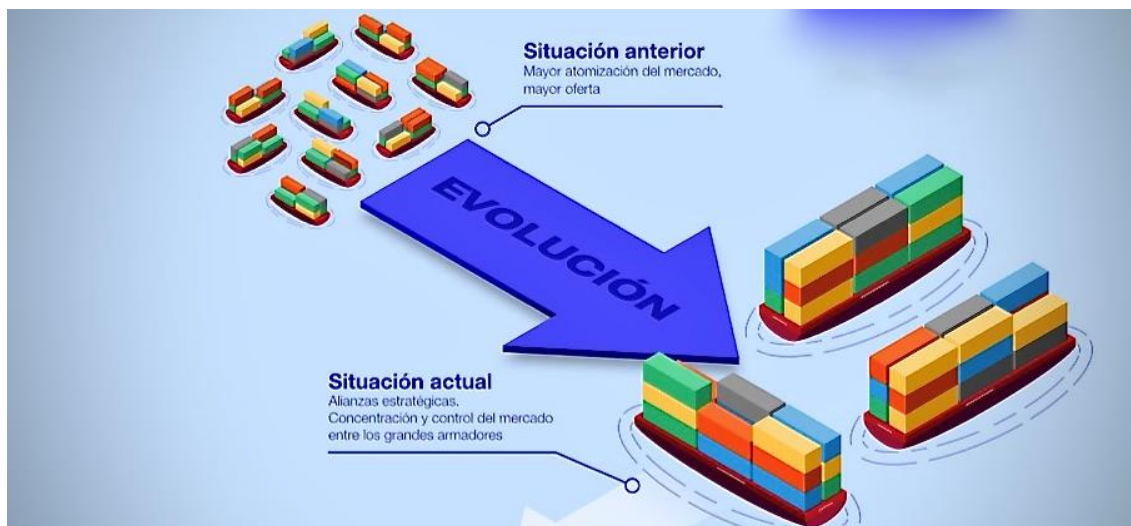 Situación anterior
Mayor atomización del mercado,
mayor oferta
EVOLUCIÓN
Situación actual
Alianzas estratégicas.
Concentración y control del mercado
entre los grandes armadores